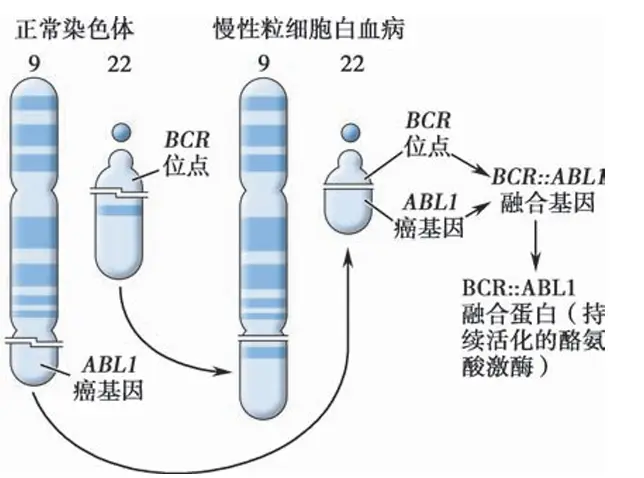 正常染色体
慢性粒细胞白血病
9
22
9
22
BCR
位点
BCR
位点
ABL1
癌基因
BCR::ABL1
融合基因
BCR::ABL1
融合蛋白（持
续活化的酪氨
酸激酶）
ABL1
癌基因